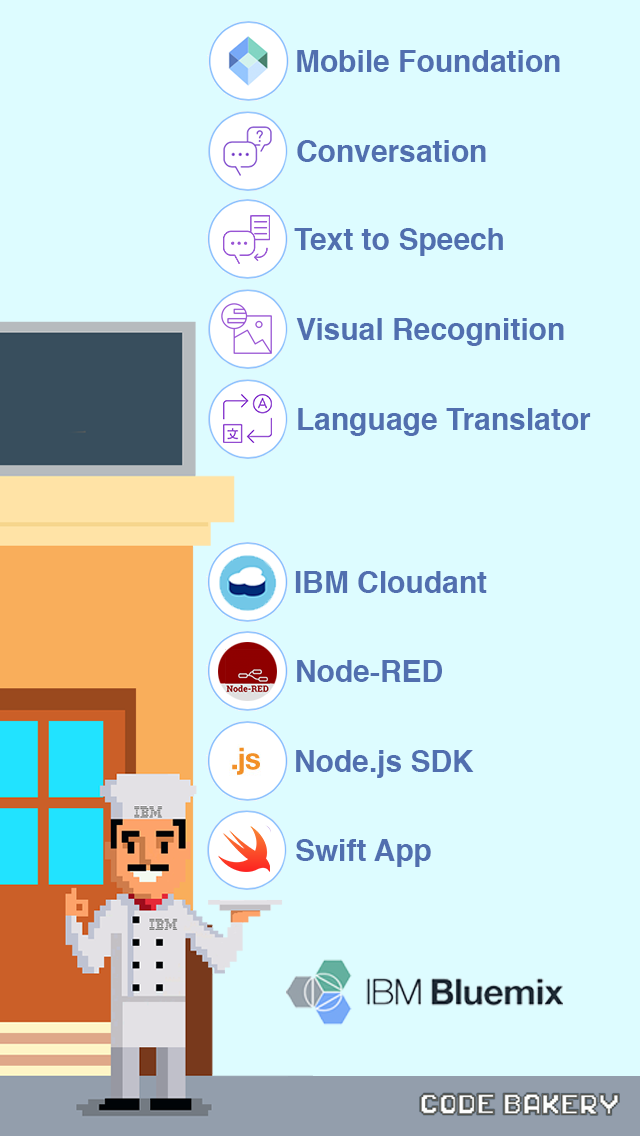 Mobile Foundation
?
Conversation
Text to Speech
Visual Recognition
A
文
Language Translator
IBM Cloudant
Node-RED
Node-RED
.js
Node.js SDK
Swift App
IBM
IBM
IBM Bluemix
CODE BAKERY